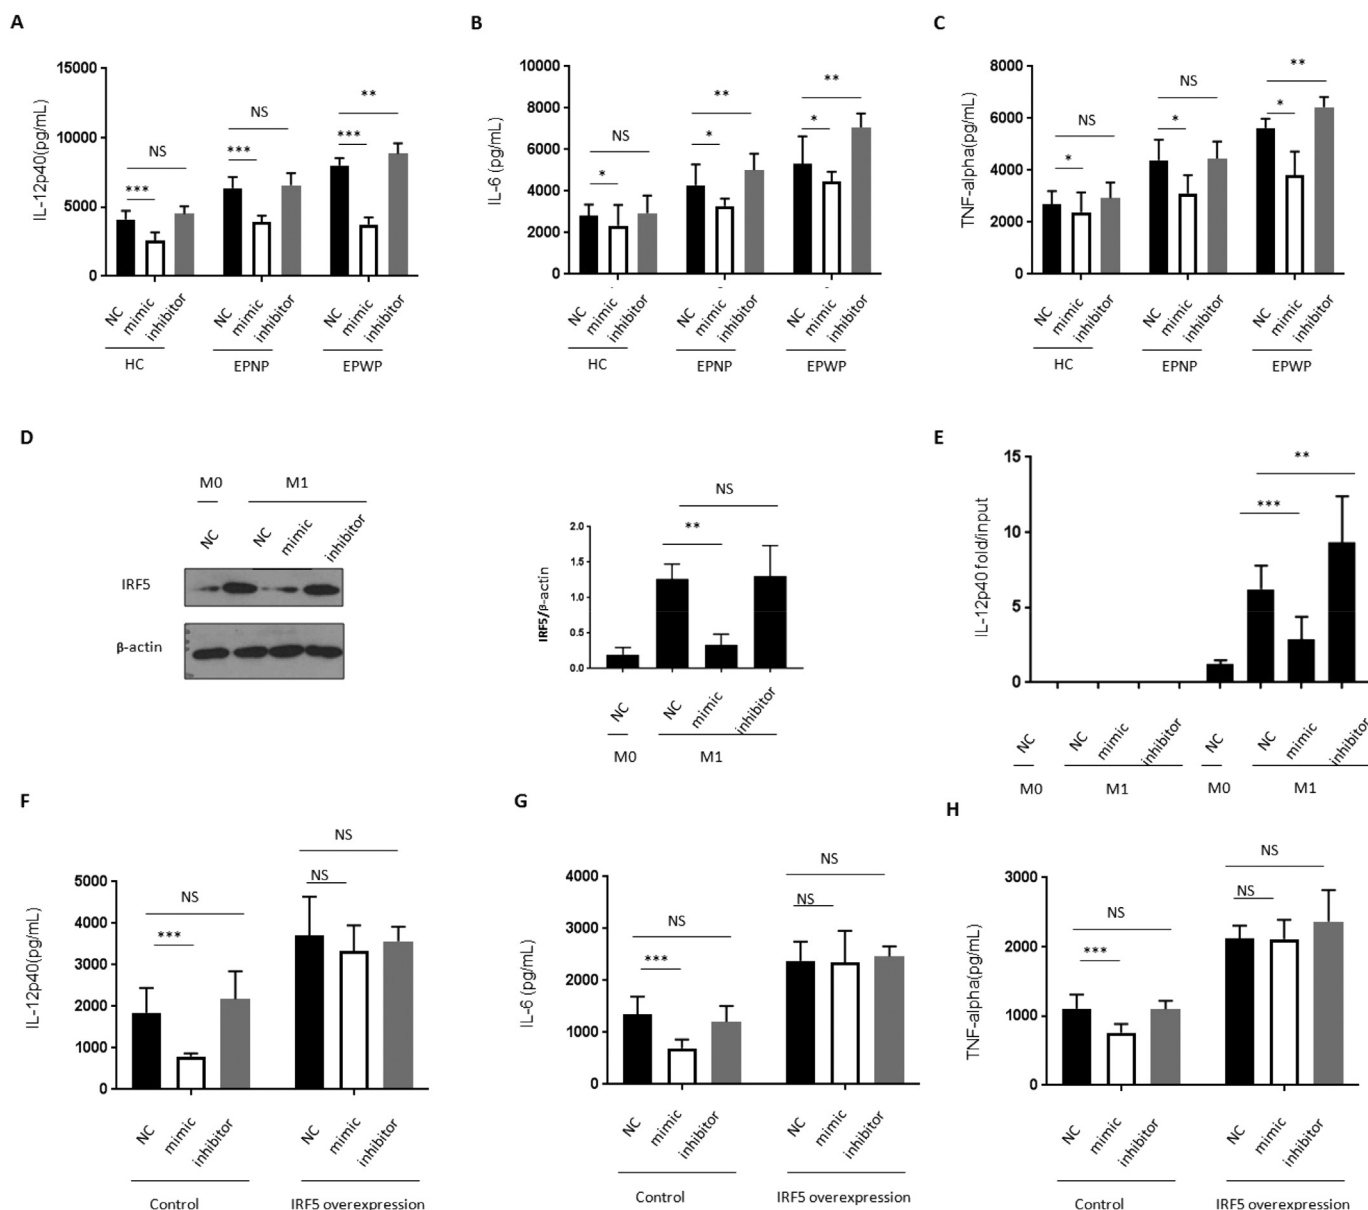 A
IL-12p40(pg/mL)
15000
10000
5000
0
NS
***
NS
***
**
***
NC
mimic
inhibitor
NC
mimic
inhibitor
NC
mimic
inhibitor
HC
EPNP
EPWP
B
IL-6 (pg/mL)
10000
8000
6000
4000
2000
0
NS
*
**
*
**
*
NC
mimic
inhibitor
NC
mimic
inhibitor
NC
mimic
inhibitor
HC
EPNP
EPWP
C
TNF-alpha(pg/mL)
8000
6000
4000
2000
0
NS
*
NS
*
**
*
NC
mimic
inhibitor
NC
mimic
inhibitor
NC
mimic
inhibitor
HC
EPNP
EPWP
D
M0
M1
NC
NC
mimic
inhibitor
IRF5
β-actin
IRF5/β-actin
2.0
1.5
1.0
0.5
0.0
NS
**
NC
NC
mimic
inhibitor
M0
M1
E
IL-12p40 fold/input
15
10
5
0
**
***
NC
NC
mimic
inhibitor
NC
NC
mimic
inhibitor
M0
M1
M0
M1
F
IL-12p40(pg/mL)
5000
4000
3000
2000
1000
0
NS
***
NS
NS
NC
mimic
inhibitor
NC
mimic
inhibitor
Control
IRF5 overexpression
G
IL-6 (pg/mL)
4000
3000
2000
1000
0
NS
***
NS
NS
NC
mimic
inhibitor
NC
mimic
inhibitor
Control
IRF5 overexpression
H
TNF-alpha(pg/mL)
3000
2000
1000
0
NS
***
NS
NS
NC
mimic
inhibitor
NC
mimic
inhibitor
Control
IRF5 overexpression